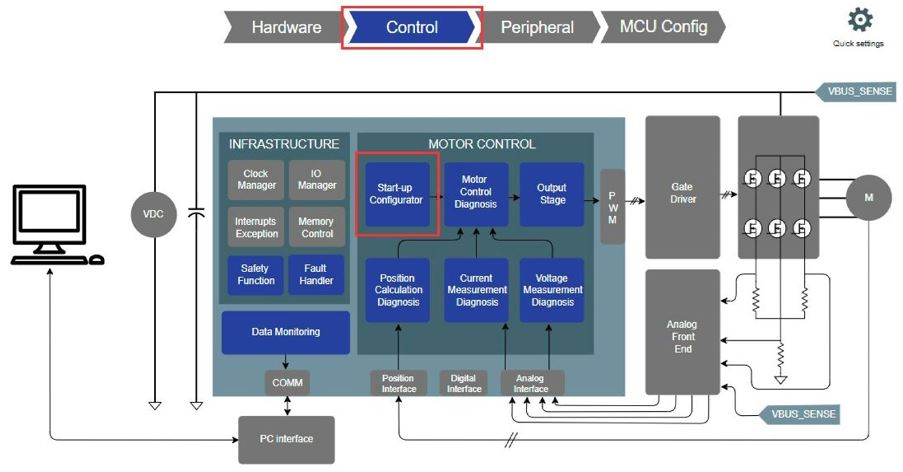 Hardware
Control
Peripheral
MCU Config
Quick settings
VBUS_SENSE
INFRASTRUCTURE
MOTOR CONTROL
Clock
Manager
IO
Manager
Start-up
Configurator
Motor
Control
Diagnosis
Output
Stage
P
W
M
Gate
Driver
M
VDC
Interrupts
Exception
Memory
Control
Safety
Function
Fault
Handler
Position
Calculation
Diagnosis
Current
Measurement
Diagnosis
Voltage
Measurement
Diagnosis
Data Monitoring
Analog
Front
End
COMM
Position
Interface
Digital
Interface
Analog
Interface
VBUS_SENSE
PC interface